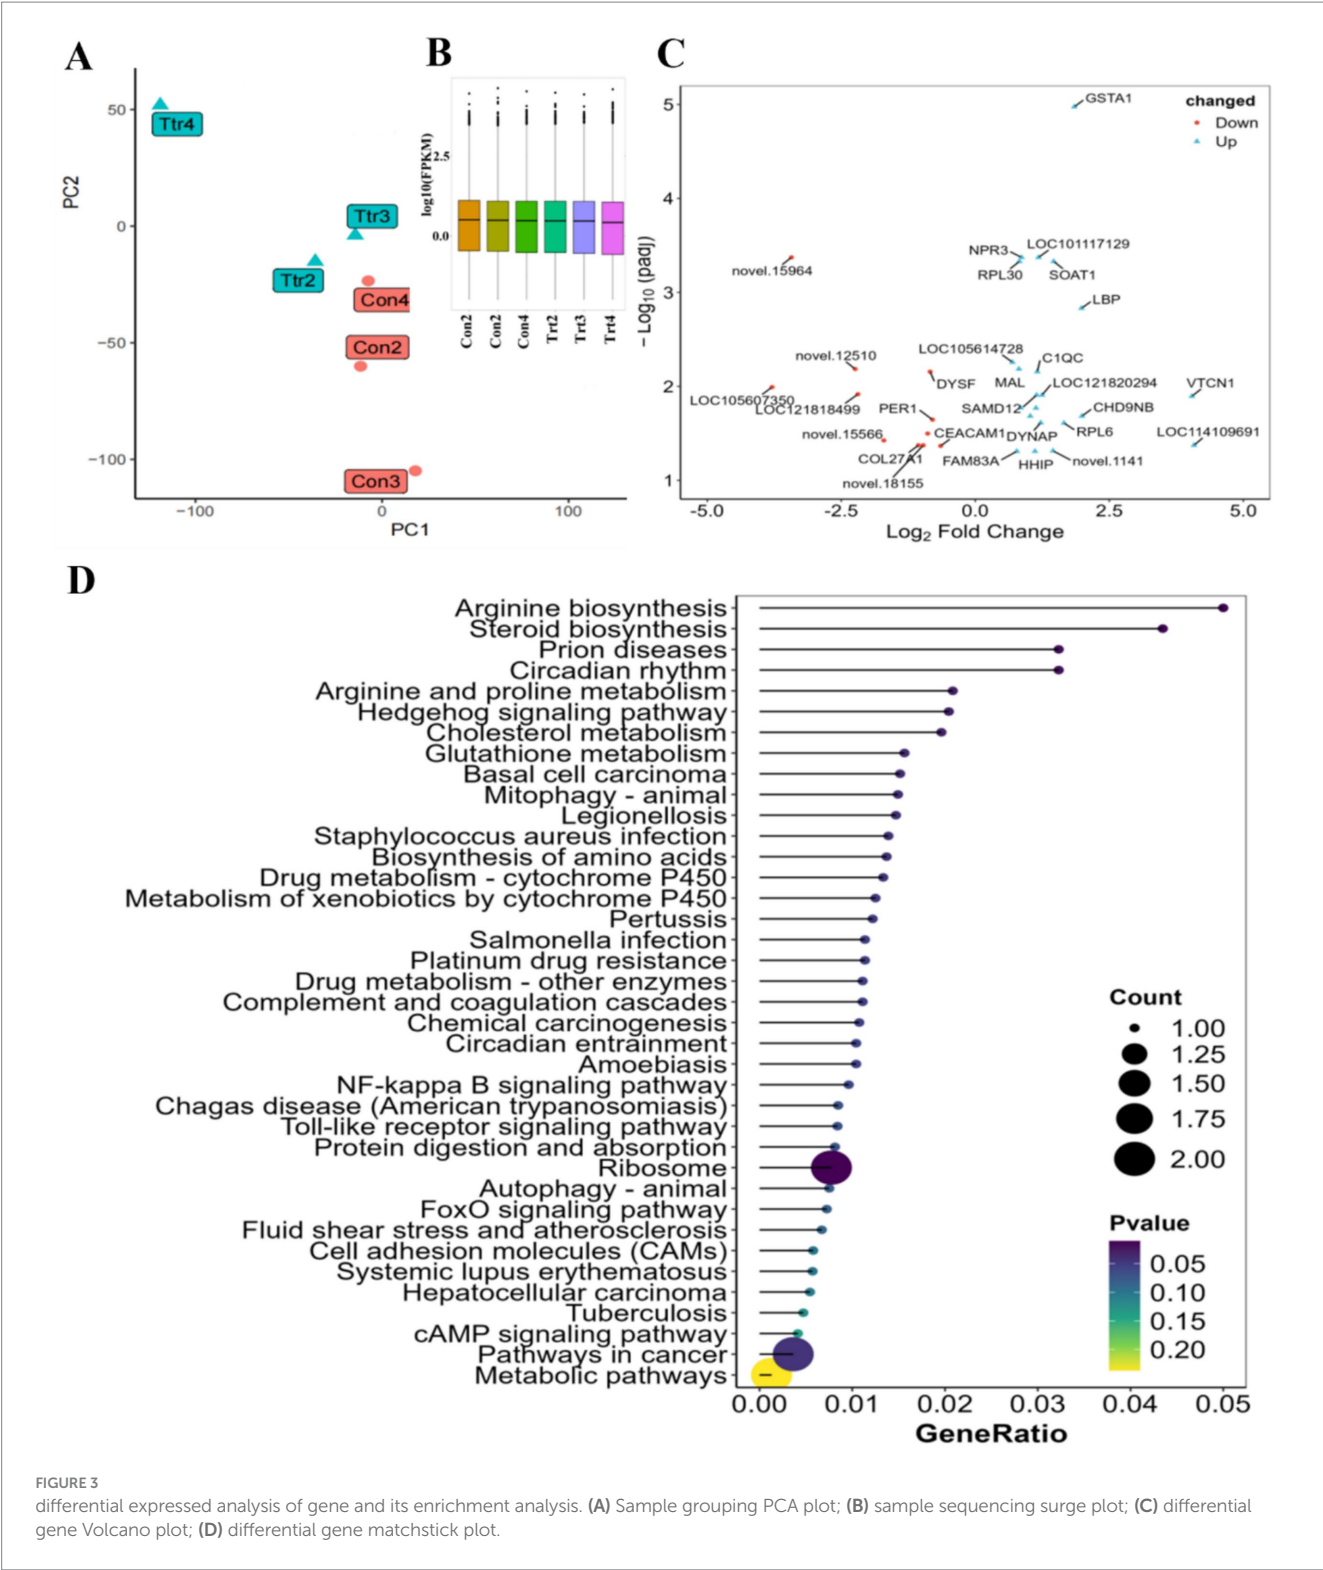 A
B
C
PC2
50
0
−50
−100
Ttr4
Ttr3
Ttr2
Con4
Con2
Con3
−100
0
100
PC1
log10(FPKM)
2.5
0.0
Con2
Con2
Con4
Trt2
Trt3
Trt4
− Log10 (padj)
5
4
3
2
1
changed
Down
Up
GSTA1
NPR3
LOC101117129
RPL30
SOAT1
novel.15964
LBP
LOC105614728
C1QC
novel.12510
DYSF
MAL
LOC121820294
VTCN1
LOC105607350
LOC121818499
PER1
SAMD12
CHD9NB
novel.15566
CEACAM1
DYNAP
RPL6
LOC114109691
COL27A1
FAM83A
HHIP
novel.1141
novel.18155
-5.0
-2.5
0.0
2.5
5.0
Log2 Fold Change
D
Arginine biosynthesis
Steroid biosynthesis
Prion diseases
Circadian rhythm
Arginine and proline metabolism
Hedgehog signaling pathway
Cholesterol metabolism
Glutathione metabolism
Basal cell carcinoma
Mitophagy - animal
Legionellosis
Staphylococcus aureus infection
Biosynthesis of amino acids
Drug metabolism - cytochrome P450
Metabolism of xenobiotics by cytochrome P450
Pertussis
Salmonella infection
Platinum drug resistance
Drug metabolism - other enzymes
Complement and coagulation cascades
Chemical carcinogenesis
Circadian entrainment
Amoebiasis
NF-kappa B signaling pathway
Chagas disease (American trypanosomiasis)
Toll-like receptor signaling pathway
Protein digestion and absorption
Ribosome
Autophagy - animal
FoxO signaling pathway
Fluid shear stress and atherosclerosis
Cell adhesion molecules (CAMs)
Systemic lupus erythematosus
Hepatocellular carcinoma
Tuberculosis
cAMP signaling pathway
Pathways in cancer
Metabolic pathways
Count
1.00
1.25
1.50
1.75
2.00
Pvalue
0.05
0.10
0.15
0.20
0.00
0.01
0.02
0.03
0.04
0.05
GeneRatio
FIGURE 3
differential expressed analysis of gene and its enrichment analysis. (A) Sample grouping PCA plot; (B) sample sequencing surge plot; (C) differential
gene Volcano plot; (D) differential gene matchstick plot.